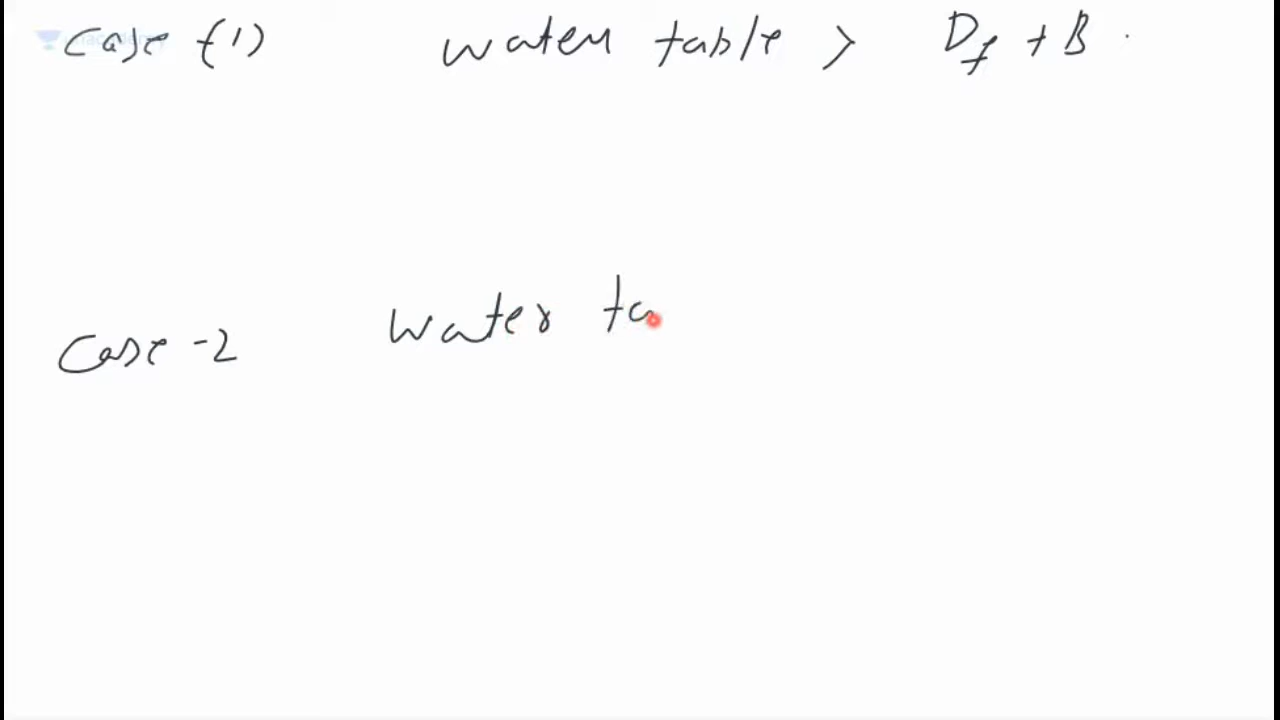 Case -(1) water table > Df + B
Case -2 water ta